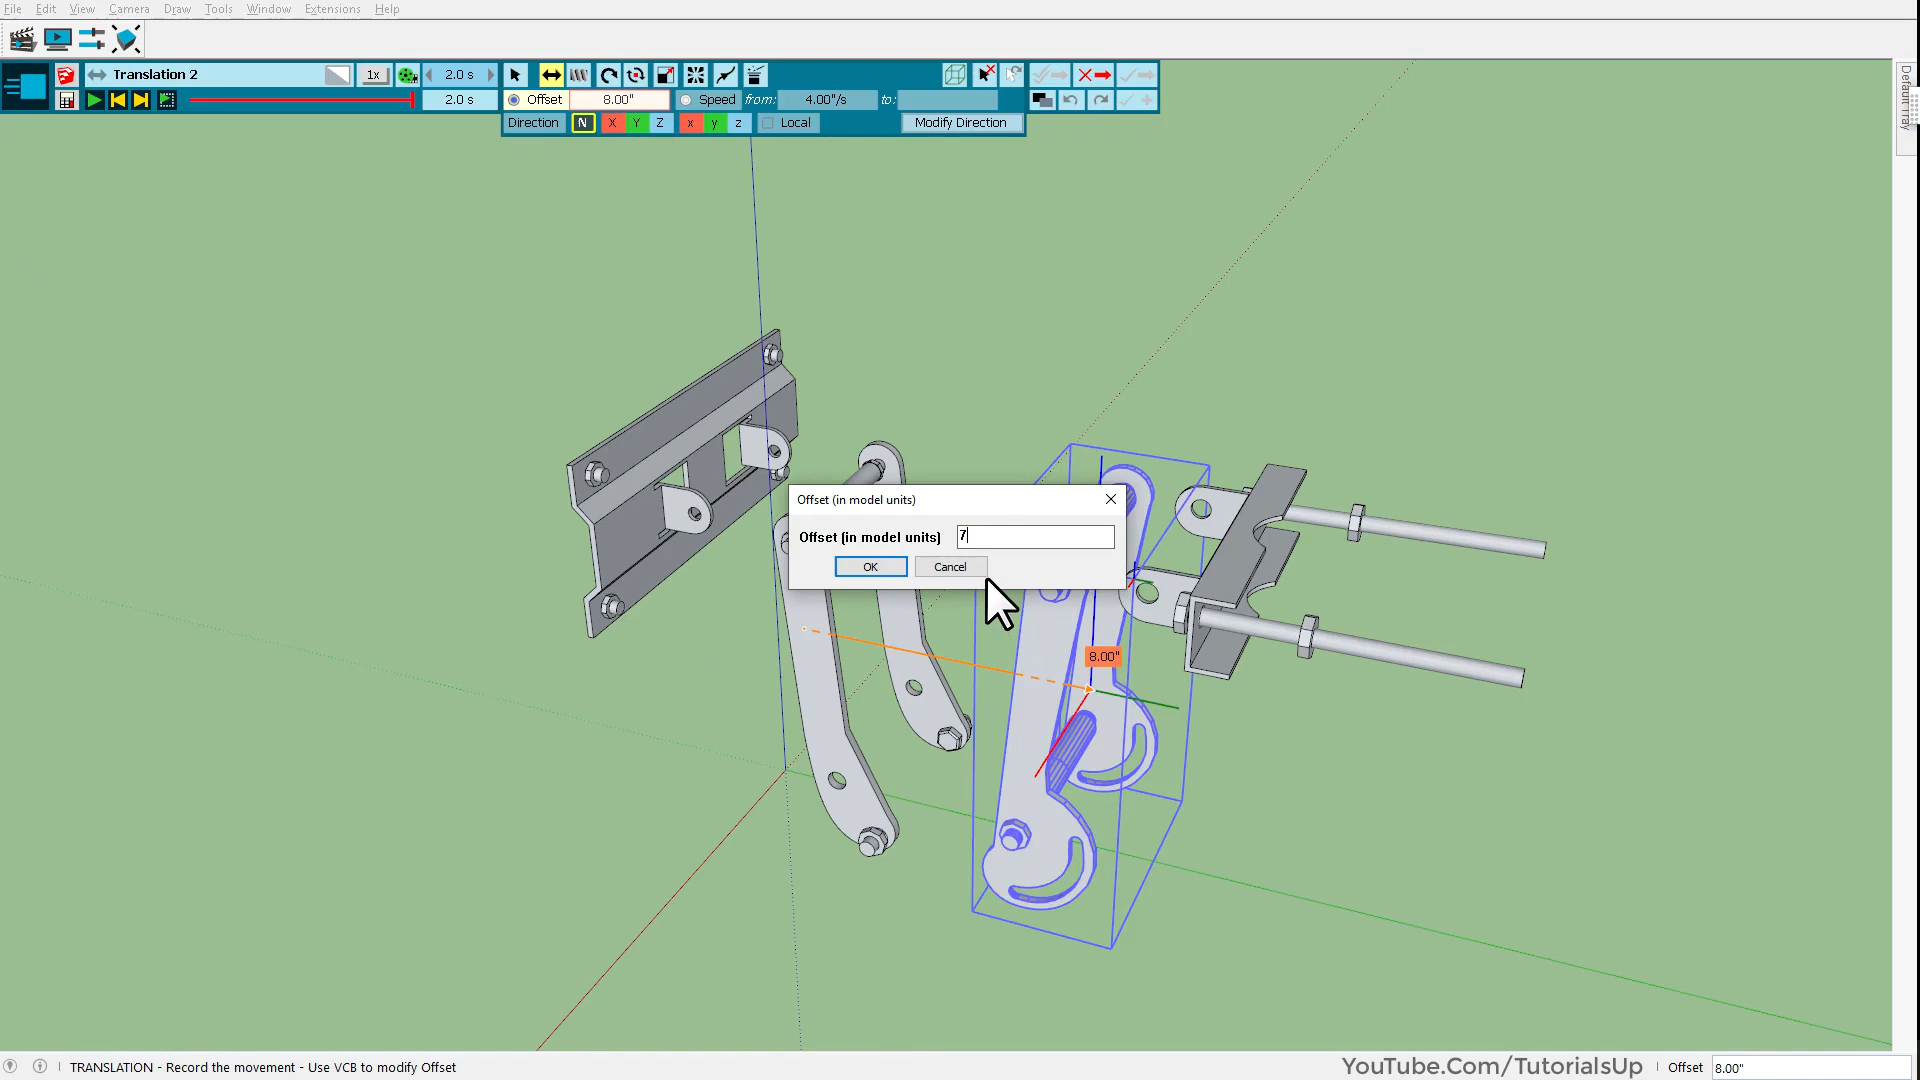 File Edit View Camera Draw Tools Window Extensions Help
Translation 2 1x 2.0 s
2.0 s Offset 8.00" Speed from: 4.00"/s to:
Direction N X Y Z x y z Local Modify Direction
Default Tray
Offset (in model units)
Offset (in model units) 7
OK Cancel
8.00"
TRANSLATION - Record the movement - Use VCB to modify Offset
YouTube.Com/TutorialsUp
Offset 8.00"